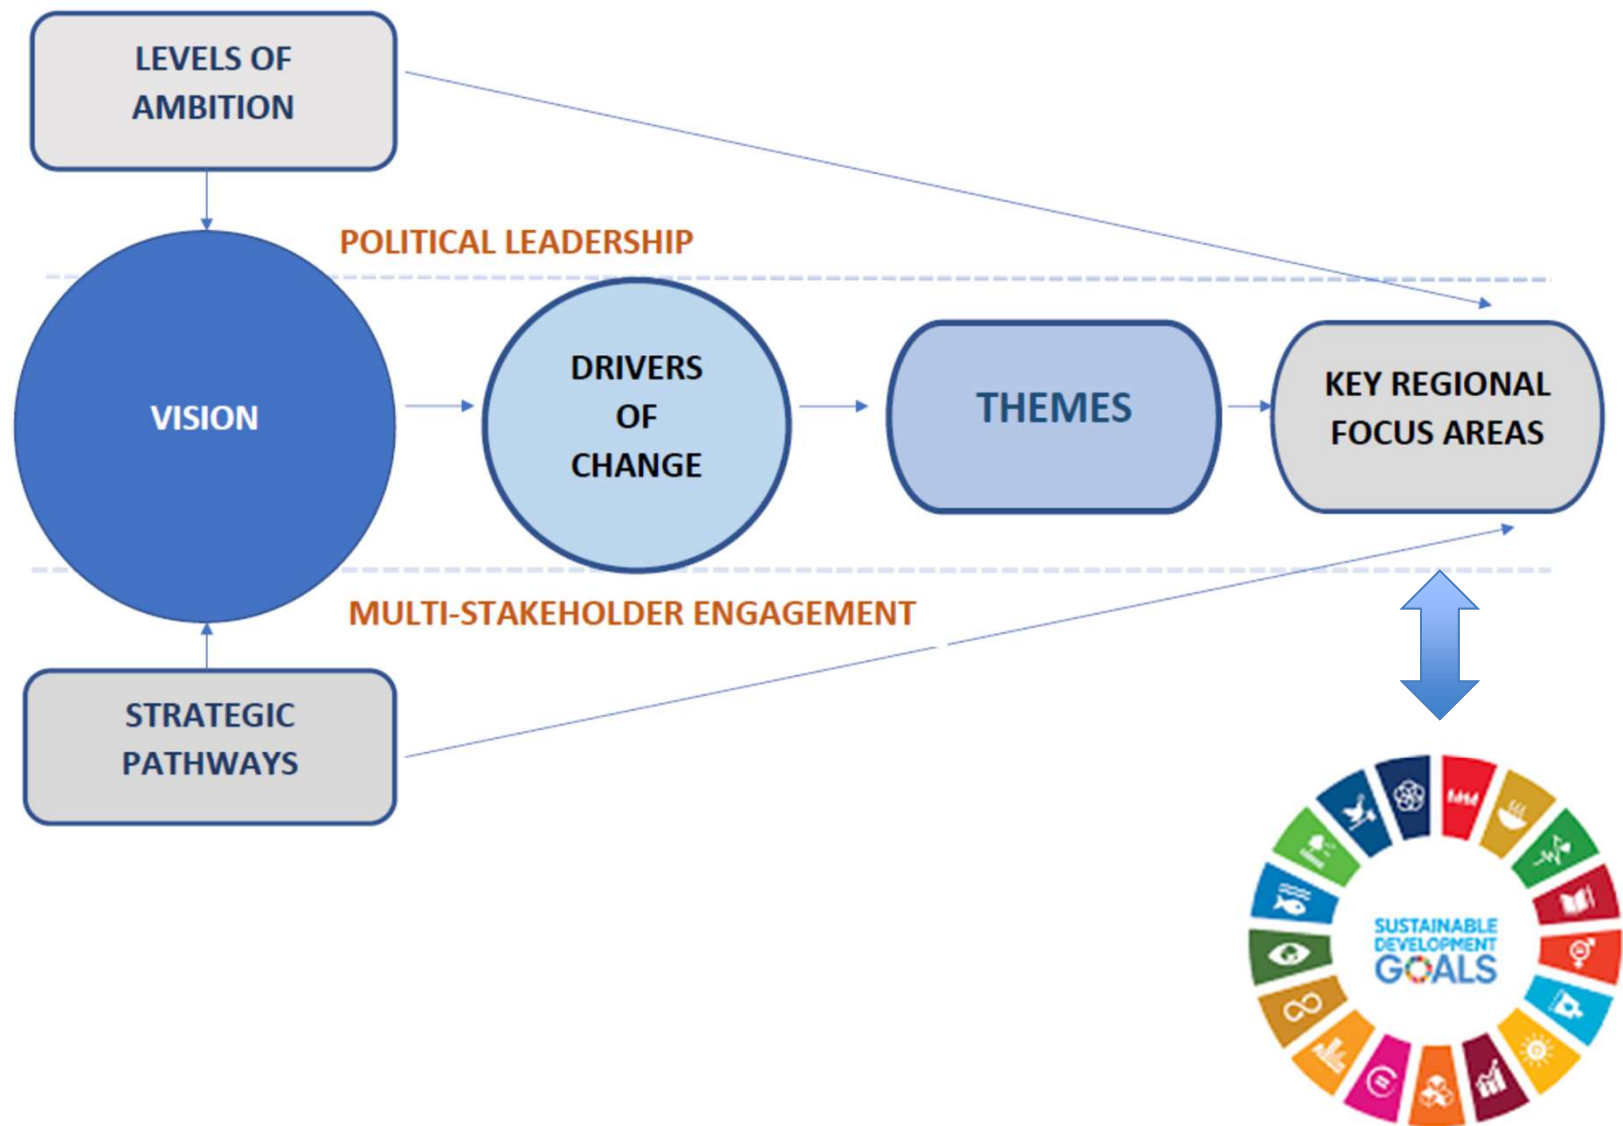 LEVELS OF
AMBITION
POLITICAL LEADERSHIP
VISION
DRIVERS
OF
CHANGE
THEMES
KEY REGIONAL
FOCUS AREAS
MULTI-STAKEHOLDER ENGAGEMENT
STRATEGIC
PATHWAYS
SUSTAINABLE
DEVELOPMENT
GOALS